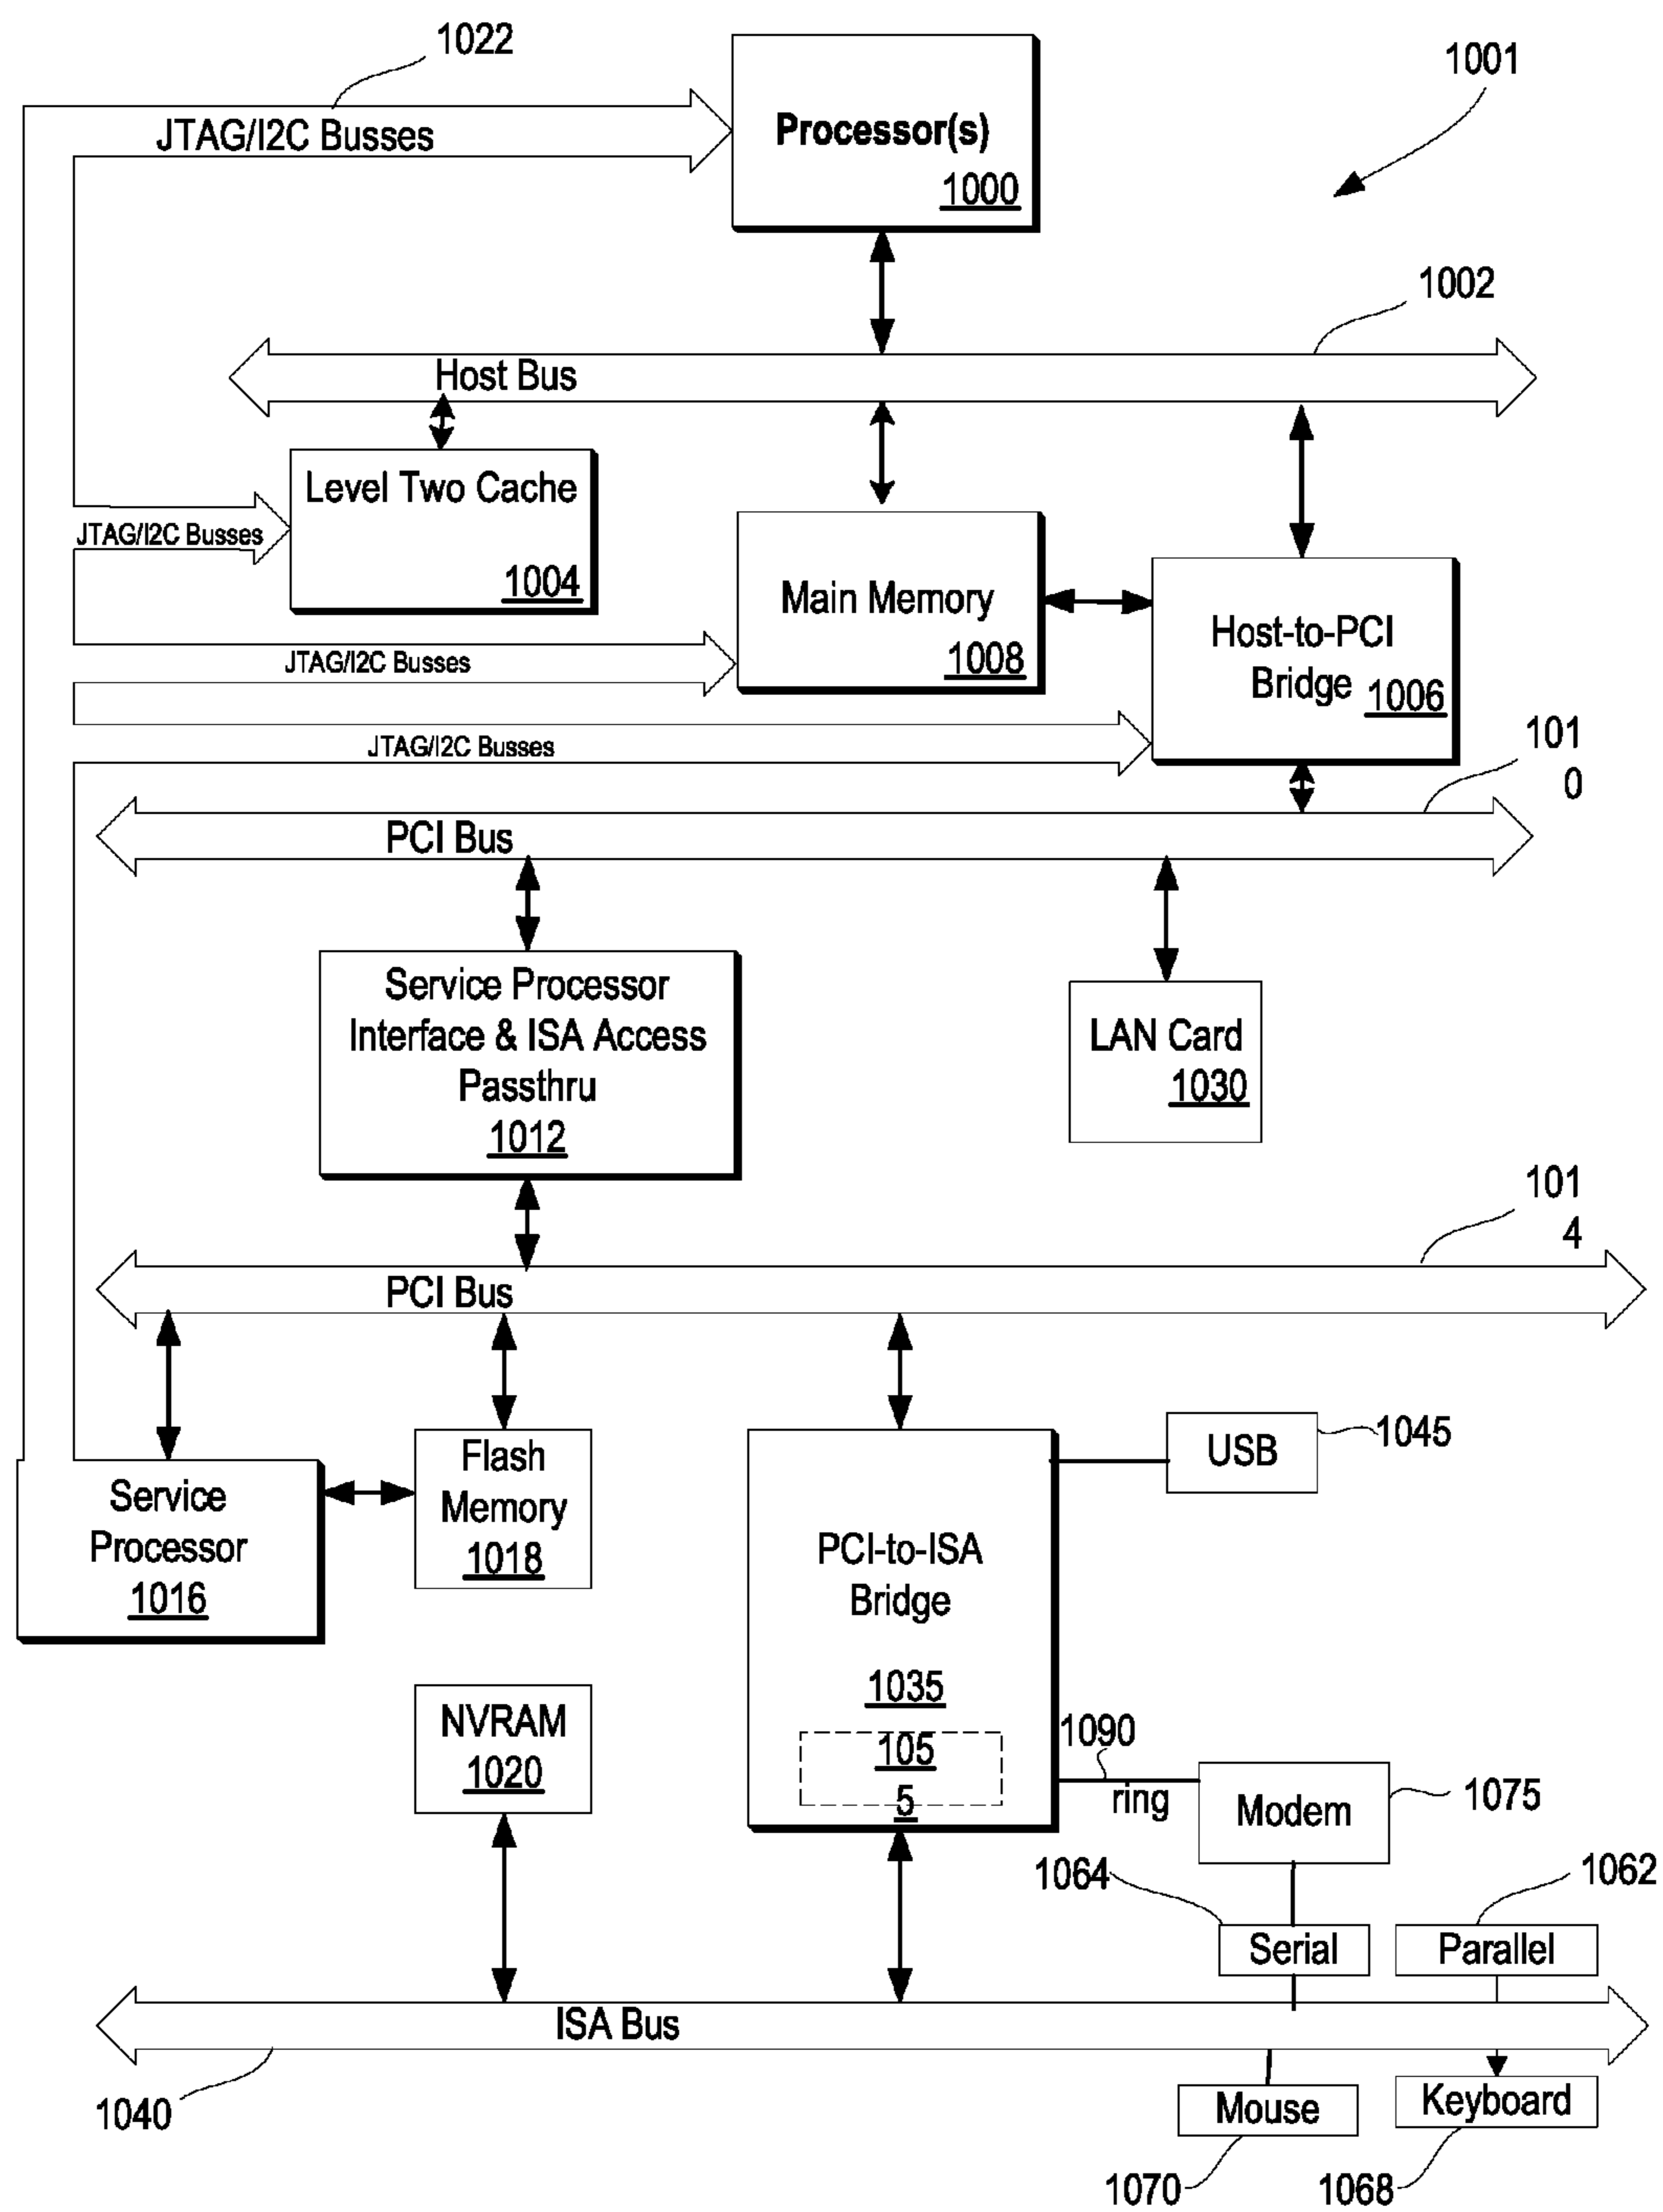 1022
1001
JTAG/I2C Busses
Processor(s)
1000
1002
Host Bus
Level Two Cache
1004
JTAG/I2C Busses
Main Memory
1008
Host-to-PCI
Bridge 1006
JTAG/I2C Busses
JTAG/I2C Busses
101
0
PCI Bus
Service Processor
Interface & ISA Access
Passthru
1012
LAN Card
1030
101
4
PCI Bus
Service
Processor
1016
Flash
Memory
1018
USB
1045
PCI-to-ISA
Bridge
1035
105
5
NVRAM
1020
1090
ring
Modem
1075
1064
1062
Serial
Parallel
ISA Bus
1040
Mouse
Keyboard
1070
1068